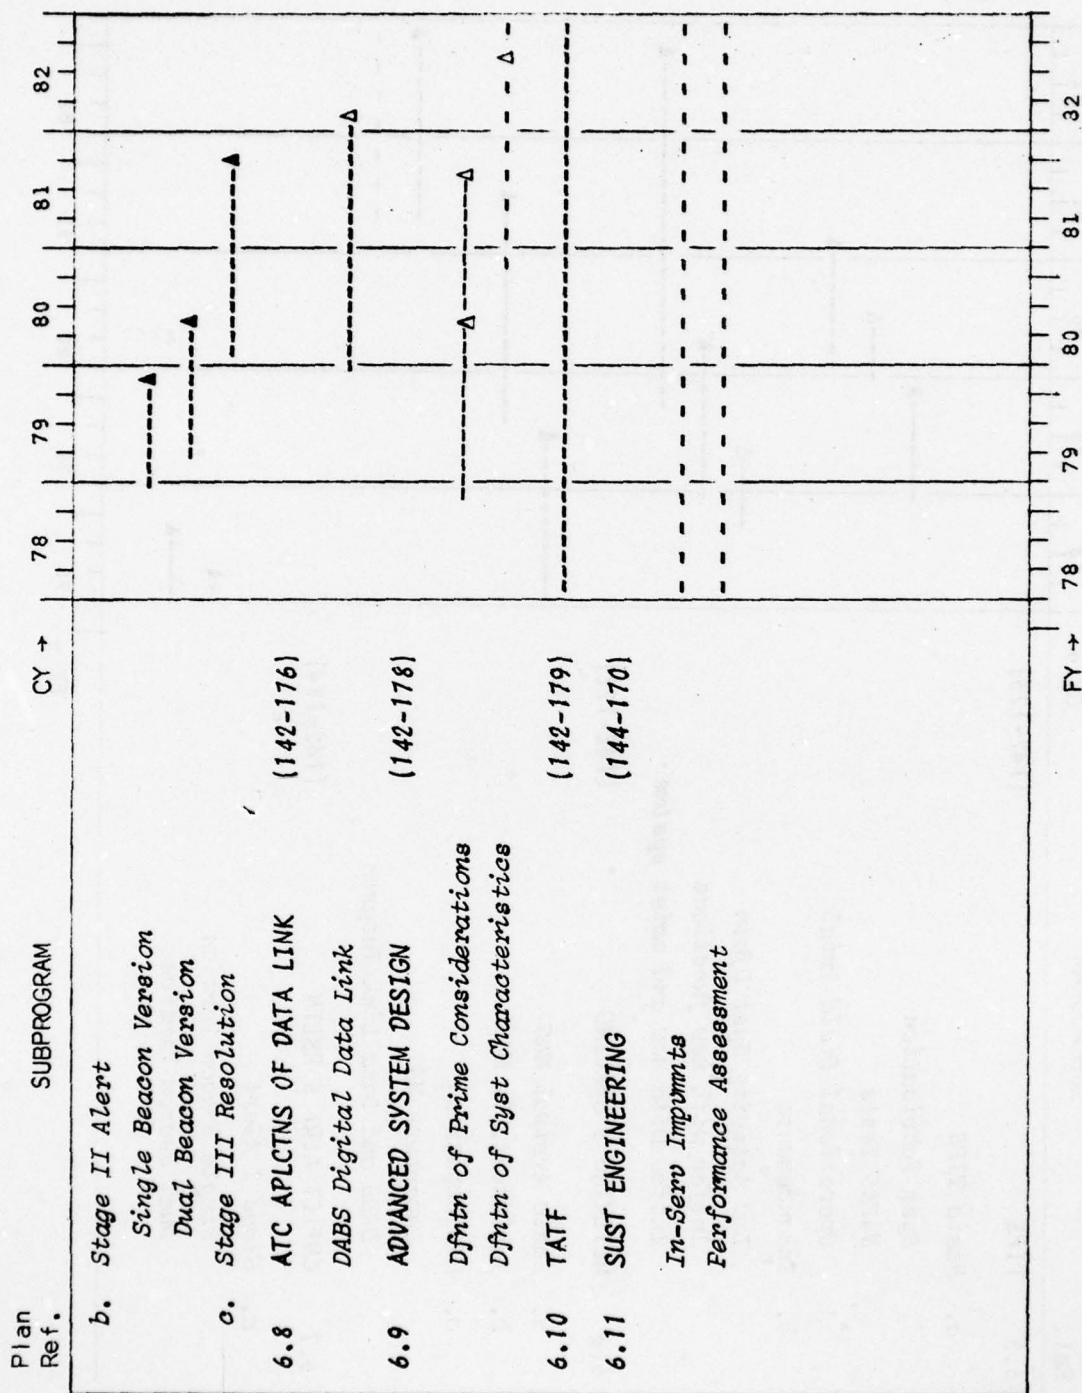 Plan
Ref. SUBPROGRAM CY → 78 79 80 81 82
b. Stage II Alert
Single Beacon Version
Dual Beacon Version
c. Stage III Resolution
6.8 ATC APLCTNS OF DATA LINK (142-176)
DABS Digital Data Link
6.9 ADVANCED SYSTEM DESIGN (142-178)
Dfntn of Prime Considerations
Dfntn of Syst Characteristics
6.10 TATF (142-179)
6.11 SUST ENGINEERING (144-170)
In-Serv Impvmnts
Performance Assessment
FY → 78 79 80 81 32